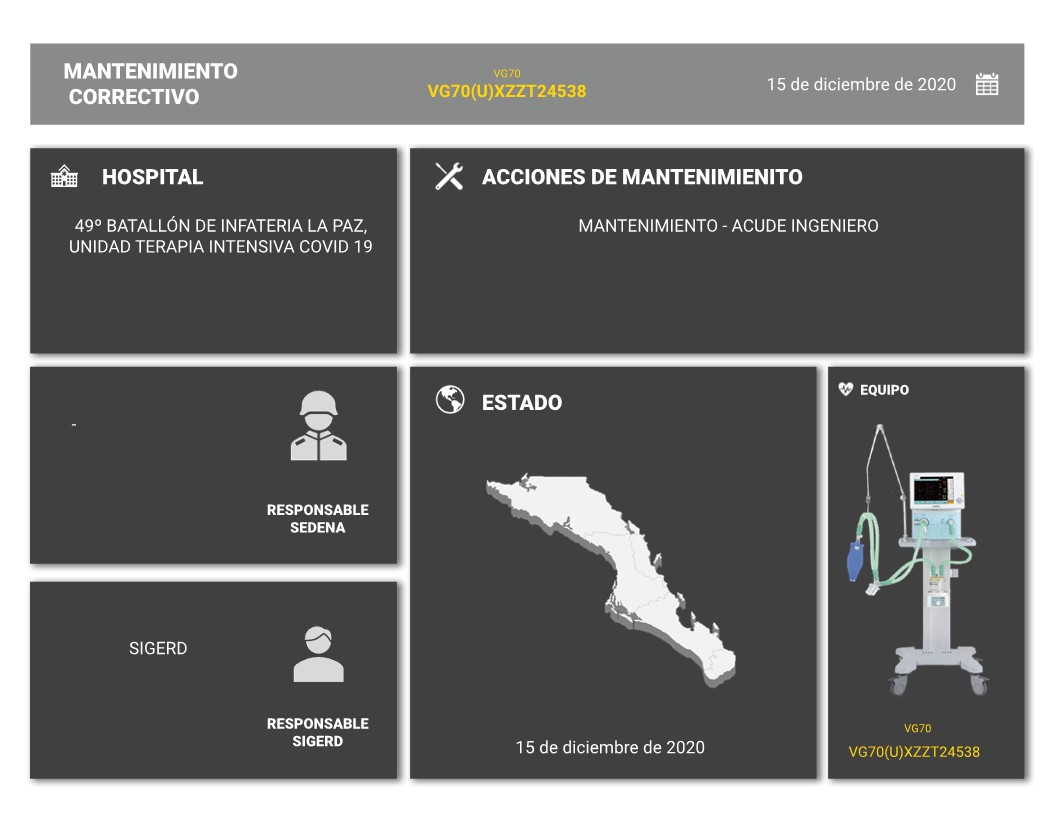 MANTENIMIENTO
CORRECTIVO
VG70
VG70(U)XZZT24538
15 de diciembre de 2020
HOSPITAL
49º BATALLÓN DE INFATERIA LA PAZ,
UNIDAD TERAPIA INTENSIVA COVID 19
ACCIONES DE MANTENIMIENITO
MANTENIMIENTO - ACUDE INGENIERO
-
RESPONSABLE
SEDENA
SIGERD
RESPONSABLE
SIGERD
ESTADO
15 de diciembre de 2020
EQUIPO
VG70
VG70(U)XZZT24538